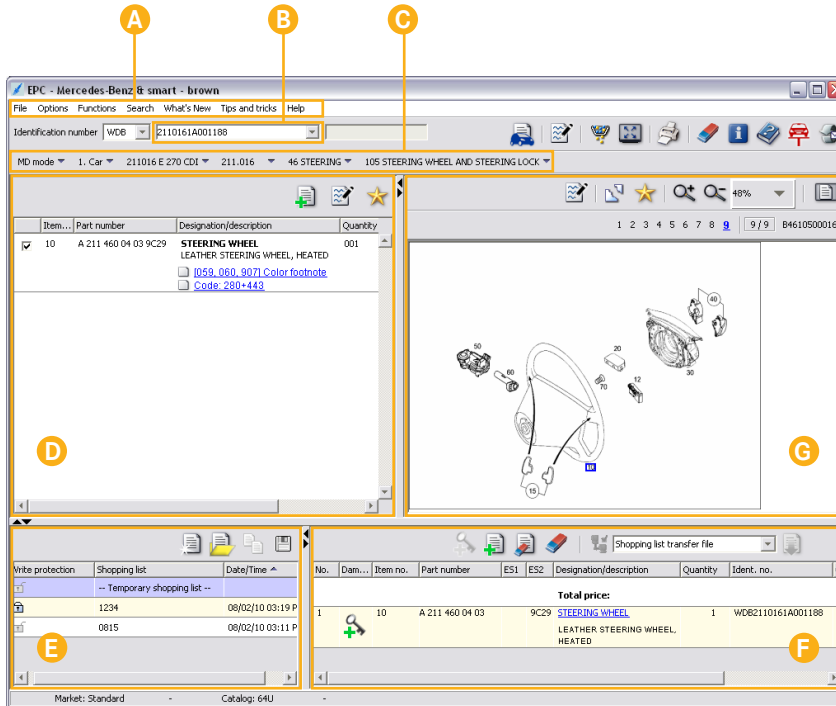 A
B
C
EPC - Mercedes-Benz & smart - brown
File Options Functions Search What's New Tips and tricks Help
Identification number WDB 2110161A001188
MD mode 1. Car 211016 E 270 CDI 211.016 46 STEERING 105 STEERING WHEEL AND STEERING LOCK
48%
Item... Part number Designation/description Quantity
1 2 3 4 5 6 7 8 9 9/9 B4610500016
10 A 211 460 04 03 9C29 STEERING WHEEL 001
LEATHER STEERING WHEEL, HEATED
[059, 060, 907] Color footnote
Code: 280+443
40
50
20
60
30
70
12
10
15
D
G
Shopping list transfer file
Write protection Shopping list Date/Time
No. Dam... Item no. Part number ES1 ES2 Designation/description Quantity Ident. no.
-- Temporary shopping list --
Total price:
1234 08/02/10 03:19 P
1 10 A 211 460 04 03 9C29 STEERING WHEEL 1 WDB2110161A001188
0815 08/02/10 03:11 P
LEATHER STEERING WHEEL,
HEATED
E
F
Market: Standard - Catalog: 64U -